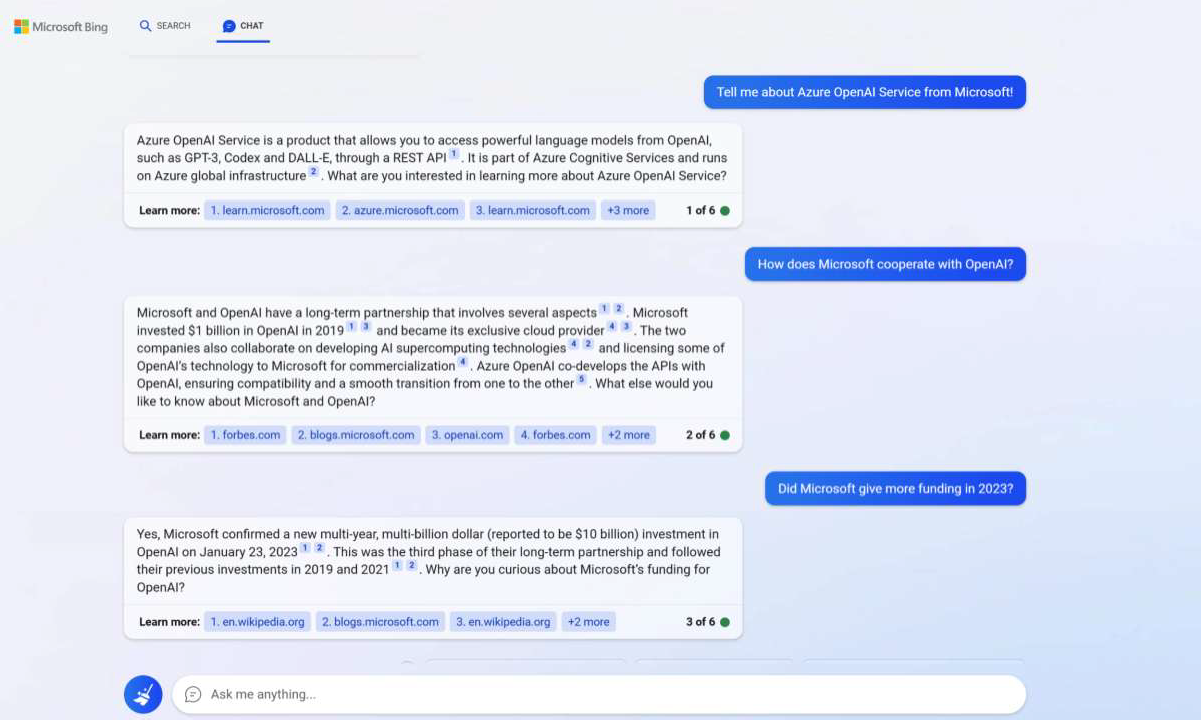 Microsoft Bing
SEARCH
CHAT
Tell me about Azure OpenAI Service from Microsoft!
Azure OpenAI Service is a product that allows you to access powerful language models from OpenAI,
such as GPT-3, Codex and DALL-E, through a REST API 1 . It is part of Azure Cognitive Services and runs
on Azure global infrastructure 2 . What are you interested in learning more about Azure OpenAI Service?
Learn more: 1. learn.microsoft.com 2. azure.microsoft.com 3. learn.microsoft.com +3 more 1 of 6
How does Microsoft cooperate with OpenAI?
Microsoft and OpenAI have a long-term partnership that involves several aspects 1 2 . Microsoft
invested $1 billion in OpenAI in 2019 1 3 and became its exclusive cloud provider 4 3 . The two
companies also collaborate on developing AI supercomputing technologies 4 2 and licensing some of
OpenAI's technology to Microsoft for commercialization 4 . Azure OpenAI co-develops the APIs with
OpenAI, ensuring compatibility and a smooth transition from one to the other 5 . What else would you
like to know about Microsoft and OpenAI?
Learn more: 1. forbes.com 2. blogs.microsoft.com 3. openai.com 4. forbes.com +2 more 2 of 6
Did Microsoft give more funding in 2023?
Yes, Microsoft confirmed a new multi-year, multi-billion dollar (reported to be $10 billion) investment in
OpenAI on January 23, 2023 1 2 . This was the third phase of their long-term partnership and followed
their previous investments in 2019 and 2021 1 2 . Why are you curious about Microsoft's funding for
OpenAI?
Learn more: 1. en.wikipedia.org 2. blogs.microsoft.com 3. en.wikipedia.org +2 more 3 of 6
Ask me anything...